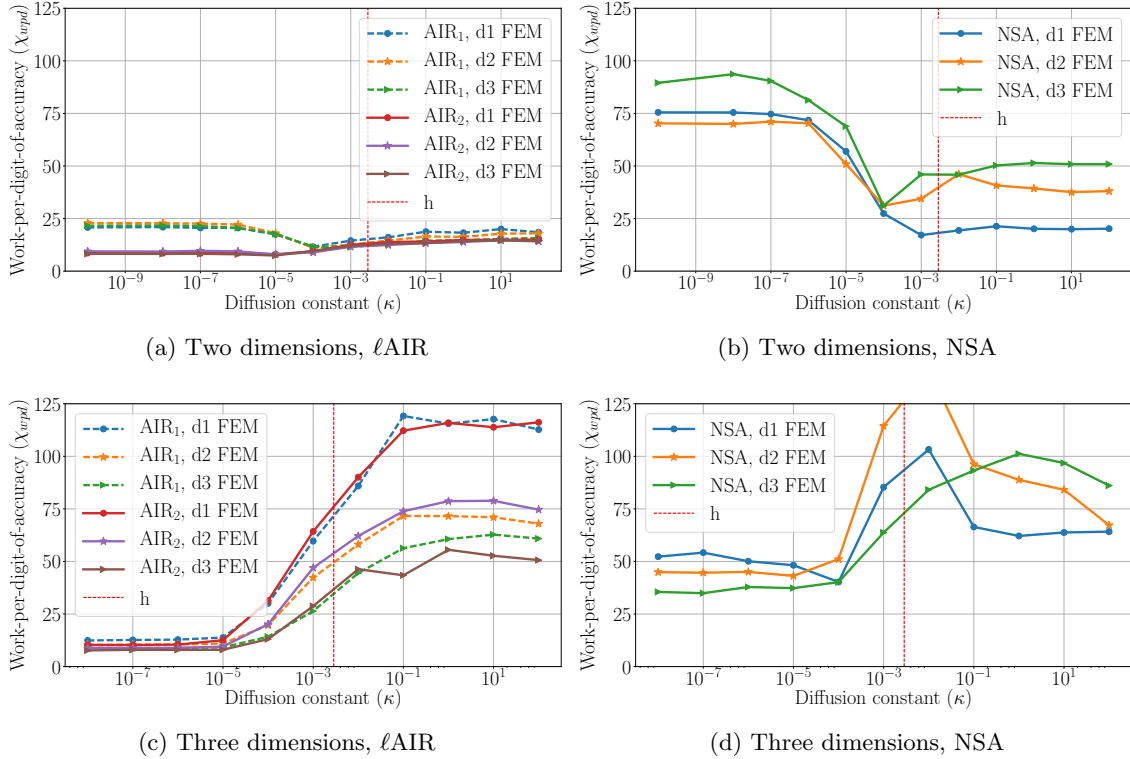 Work-per-digit-of-accuracy (χwpd)
125
100
75
50
25
0
AIR₁, d1 FEM
AIR₁, d2 FEM
AIR₁, d3 FEM
AIR₂, d1 FEM
AIR₂, d2 FEM
AIR₂, d3 FEM
h
10⁻⁹ 10⁻⁷ 10⁻⁵ 10⁻³ 10⁻¹ 10¹
Diffusion constant (κ)
(a) Two dimensions, ℓAIR
Work-per-digit-of-accuracy (χwpd)
125
100
75
50
25
0
NSA, d1 FEM
NSA, d2 FEM
NSA, d3 FEM
h
10⁻⁹ 10⁻⁷ 10⁻⁵ 10⁻³ 10⁻¹ 10¹
Diffusion constant (κ)
(b) Two dimensions, NSA
Work-per-digit-of-accuracy (χwpd)
125
100
75
50
25
0
AIR₁, d1 FEM
AIR₁, d2 FEM
AIR₁, d3 FEM
AIR₂, d1 FEM
AIR₂, d2 FEM
AIR₂, d3 FEM
h
10⁻⁷ 10⁻⁵ 10⁻³ 10⁻¹ 10¹
Diffusion constant (κ)
(c) Three dimensions, ℓAIR
Work-per-digit-of-accuracy (χwpd)
125
100
75
50
25
0
NSA, d1 FEM
NSA, d2 FEM
NSA, d3 FEM
h
10⁻⁷ 10⁻⁵ 10⁻³ 10⁻¹ 10¹
Diffusion constant (κ)
(d) Three dimensions, NSA